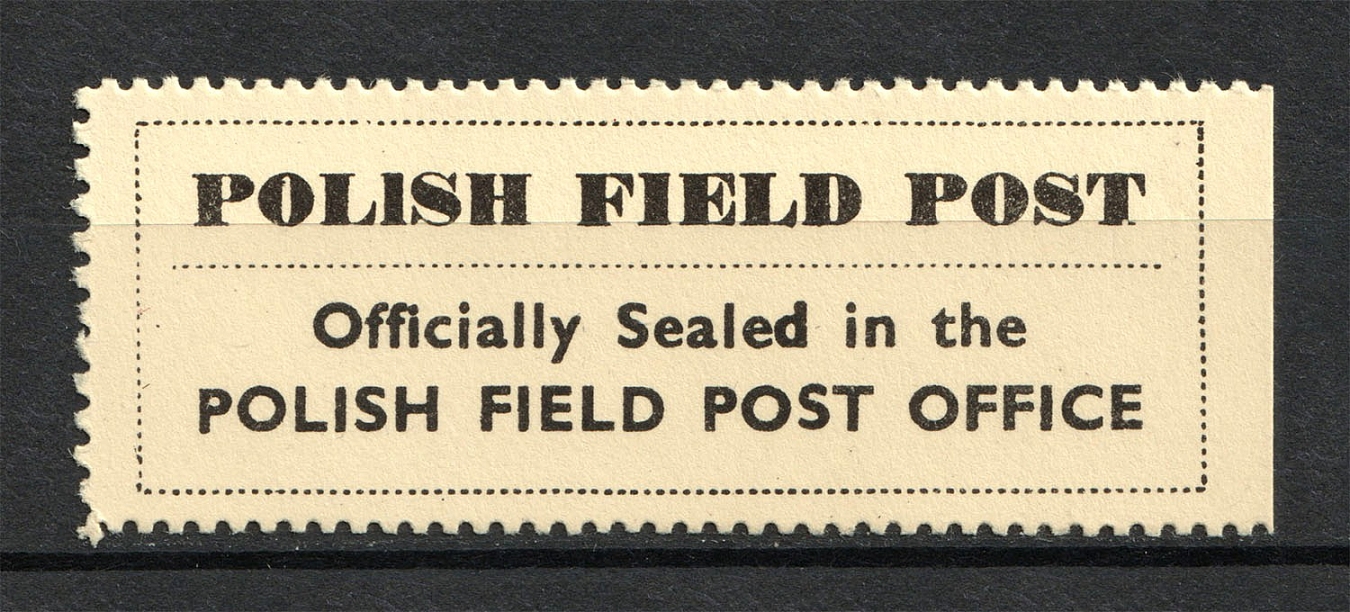 POLISH FIELD POST
Officially Sealed in the
POLISH FIELD POST OFFICE